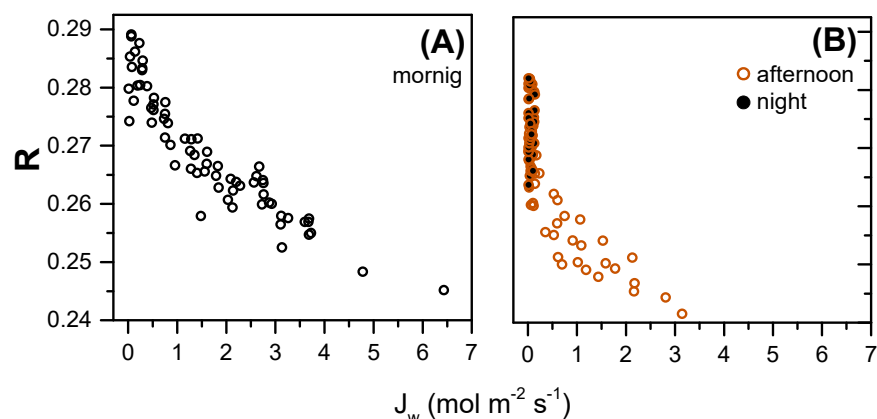 0.29
0.28
0.27
0.26
0.25
0.24
R
(A)
mornig
0 1 2 3 4 5 6 7
(B)
afternoon
night
0 1 2 3 4 5 6 7
J_w (mol m⁻² s⁻¹)